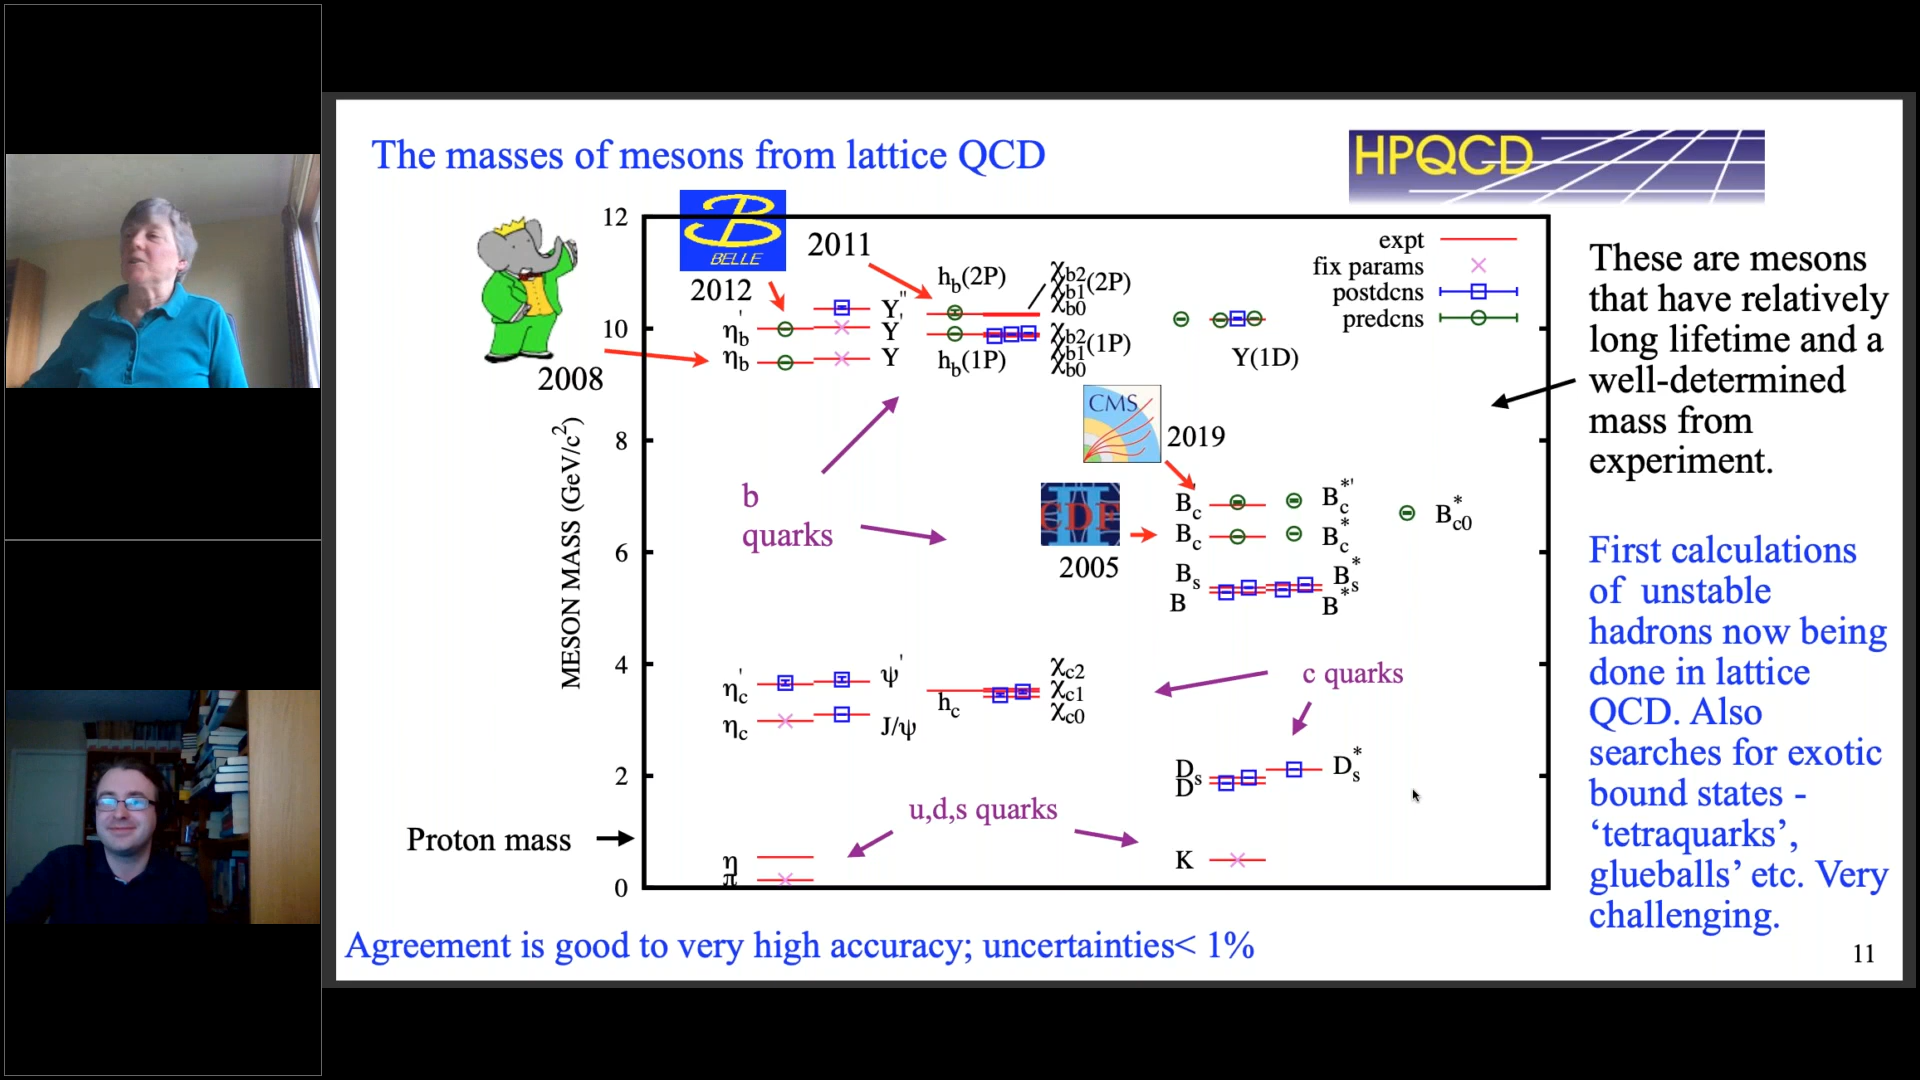 The masses of mesons from lattice QCD
HPQCD
BELLE
2012
2011
2008
12
10
8
6
4
2
0
MESON MASS (GeV/c²)
expt
fix params
postdcns
predcns
η_b'
η_b
Υ''
Υ'
Υ
h_b(2P)
h_b(1P)
χ_b2
χ_b1(2P)
χ_b0
χ_b2
χ_b1(1P)
χ_b0
Υ(1D)
CMS
2019
CDF II
2005
b
quarks
B_c'
B_c
B_c*'
B_c*
B_c0*
B_s
B
B_s*
B*
η_c'
η_c
ψ'
J/ψ
h_c
χ_c2
χ_c1
χ_c0
c quarks
D_s
D
D_s*
u,d,s quarks
Proton mass
η
π
K
These are mesons
that have relatively
long lifetime and a
well-determined
mass from
experiment.
First calculations
of unstable
hadrons now being
done in lattice
QCD. Also
searches for exotic
bound states -
‘tetraquarks’,
glueballs’ etc. Very
challenging.
Agreement is good to very high accuracy; uncertainties< 1%
11